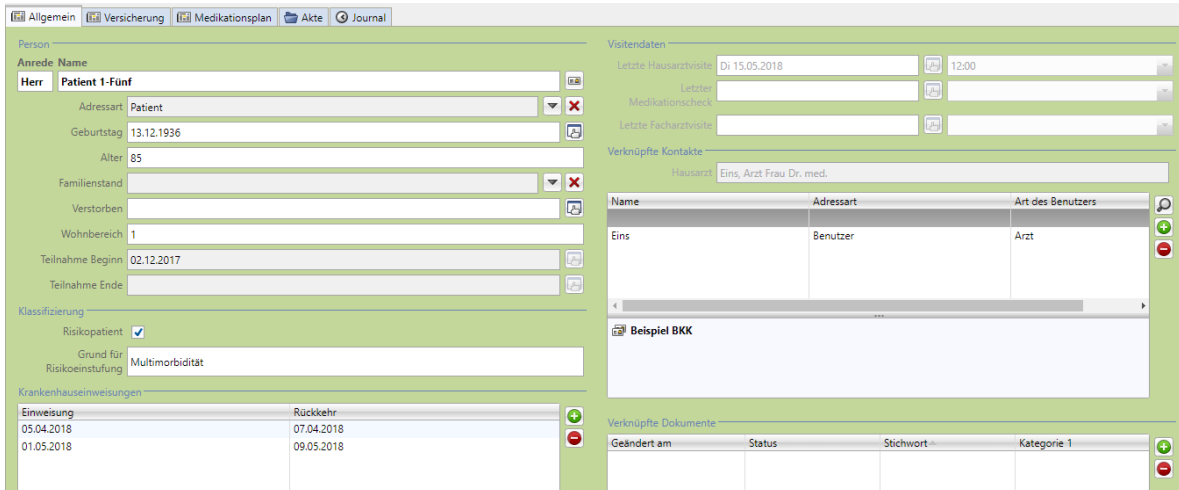 Allgemein Versicherung Medikationsplan Akte Journal
Person
Anrede Name
Herr Patient 1-Fünf
Adressart Patient
Geburtstag 13.12.1936
Alter 85
Familienstand
Verstorben
Wohnbereich 1
Teilnahme Beginn 02.12.2017
Teilnahme Ende
Klassifizierung
Risikopatient
Grund für
Risikoeinstufung Multimorbidität
Krankenhauseinweisungen
Einweisung Rückkehr
05.04.2018 07.04.2018
01.05.2018 09.05.2018
Visitendaten
Letzte Hausarztvisite Di 15.05.2018 12:00
Letzter
Medikationscheck
Letzte Facharztvisite
Verknüpfte Kontakte
Hausarzt Eins, Arzt Frau Dr. med.
Name Adressart Art des Benutzers
Eins Benutzer Arzt
Beispiel BKK
Verknüpfte Dokumente
Geändert am Status Stichwort Kategorie 1